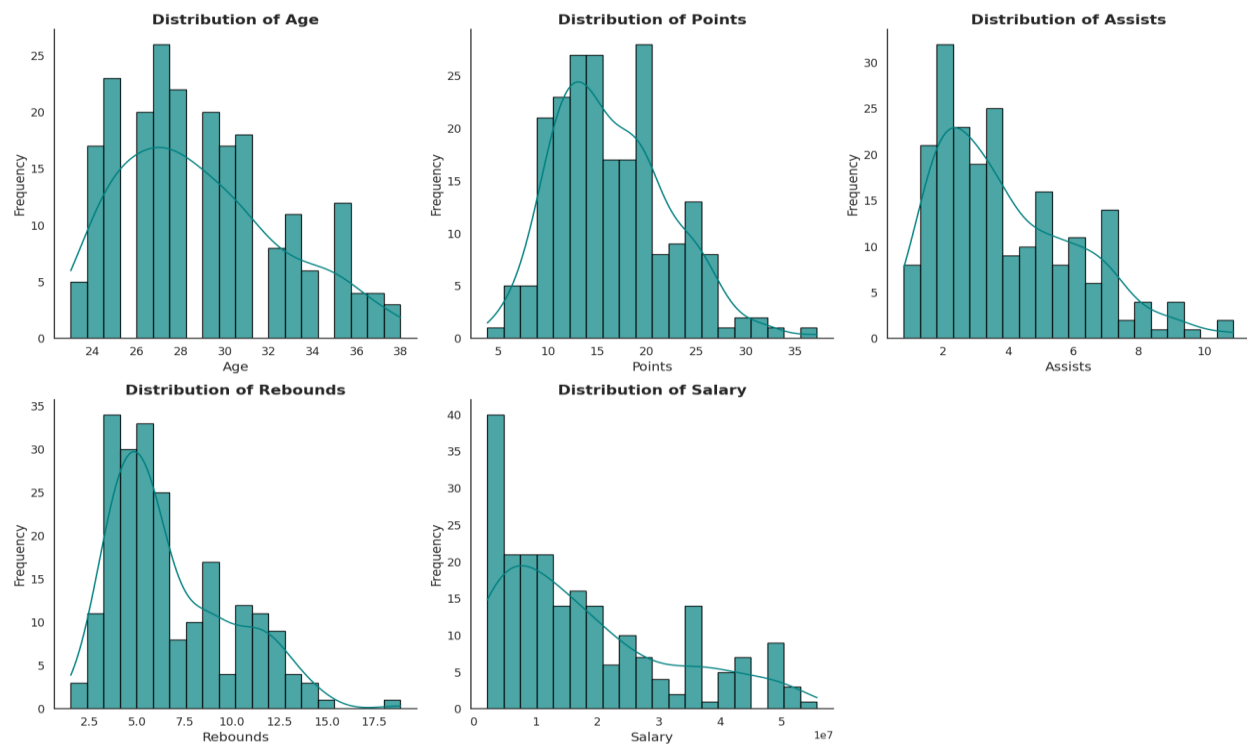 Distribution of Age
25
20
15
10
5
0
Frequency
24 26 28 30 32 34 36 38
Age
Distribution of Points
25
20
15
10
5
0
Frequency
5 10 15 20 25 30 35
Points
Distribution of Assists
30
25
20
15
10
5
0
Frequency
2 4 6 8 10
Assists
Distribution of Rebounds
35
30
25
20
15
10
5
0
Frequency
2.5 5.0 7.5 10.0 12.5 15.0 17.5
Rebounds
Distribution of Salary
40
35
30
25
20
15
10
5
0
Frequency
0 1 2 3 4 5
1e7
Salary